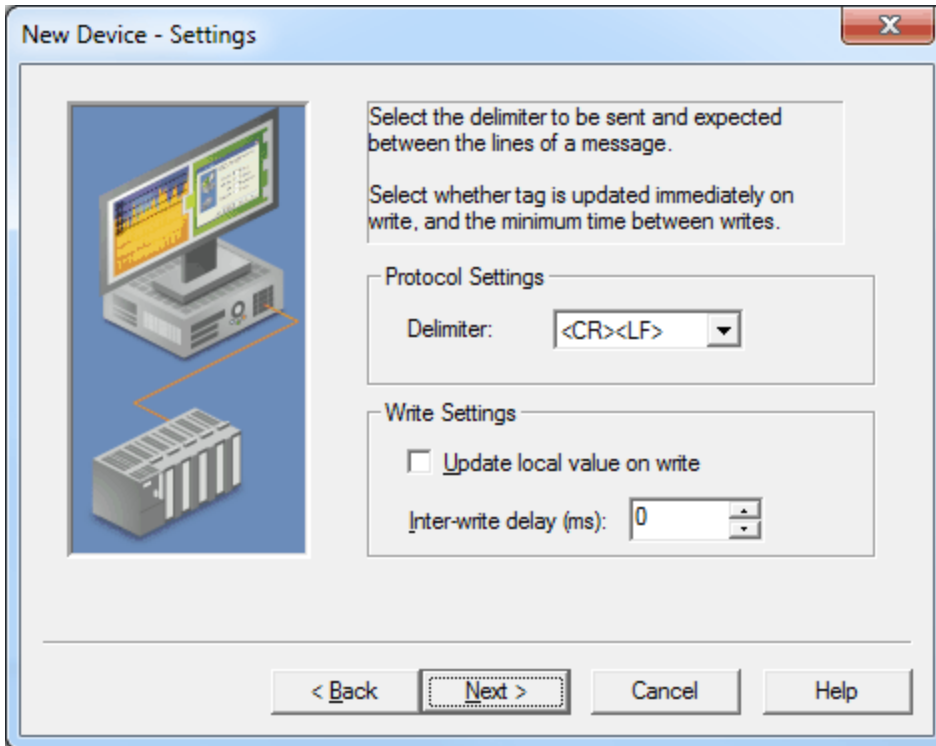 New Device - Settings
Select the delimiter to be sent and expected
between the lines of a message.
Select whether tag is updated immediately on
write, and the minimum time between writes.
Protocol Settings
Delimiter: <CR><LF>
Write Settings
Update local value on write
Inter-write delay (ms): 0
< Back Next > Cancel Help